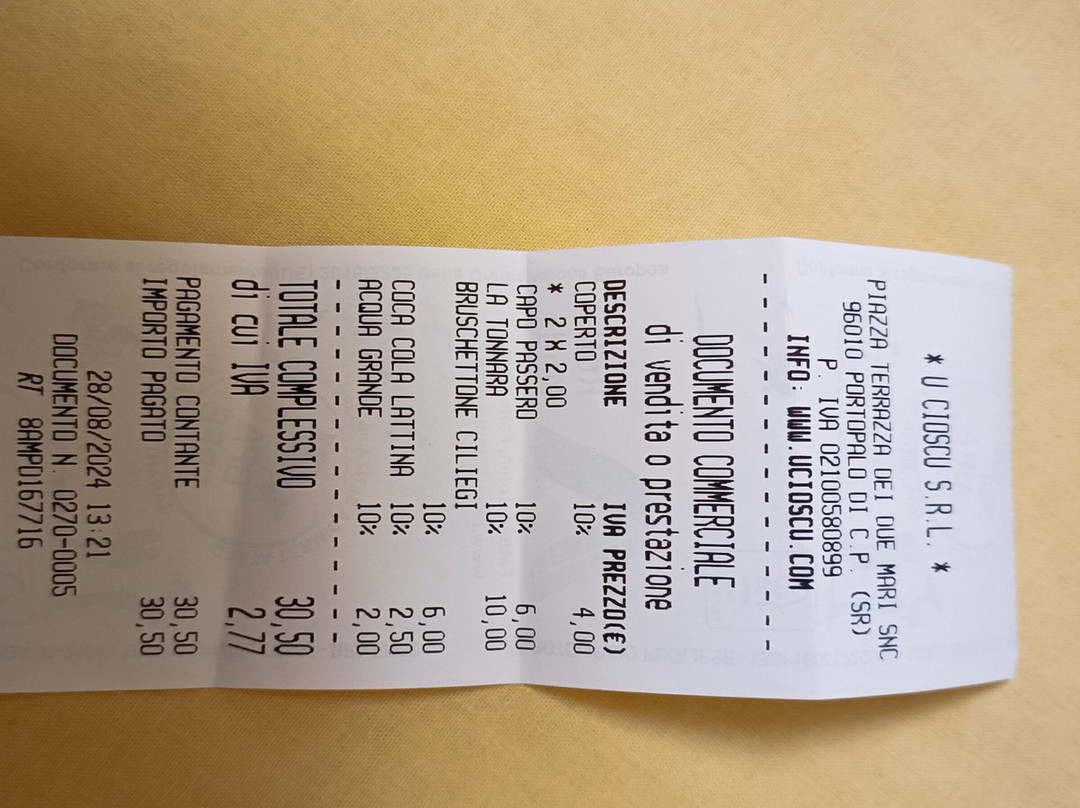 * U CIOSCU S.R.L. *
PIAZZA TERRAZZA DEI DUE MARI SNC
96010 PORTOPALO DI C.P. (SR)
P. IVA 02100580899
INFO: WWW.UCIOSCU.COM
DOCUMENTO COMMERCIALE
di vendita o prestazione
DESCRIZIONE IVA PREZZO(€)
COPERTO 10% 4,00
* 2 X 2,00
CAPO PASSERO 10% 6,00
LA TONNARA 10% 10,00
BRUSCHETTONE CILIEGI
10% 6,00
COCA COLA LATTINA 10% 2,50
ACQUA GRANDE 10% 2,00
TOTALE COMPLESSIVO 30,50
di cui IVA 2,77
PAGAMENTO CONTANTE 30,50
IMPORTO PAGATO 30,50
28/08/2024 13:21
DOCUMENTO N. 0270-0005
RT 8AMP0167716